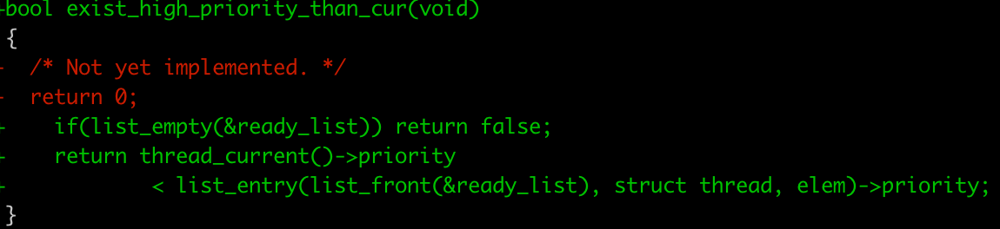 +bool exist_high_priority_than_cur(void)
{
-  /* Not yet implemented. */
-  return 0;
+    if(list_empty(&ready_list)) return false;
+    return thread_current()->priority
+            < list_entry(list_front(&ready_list), struct thread, elem)->priority;
}